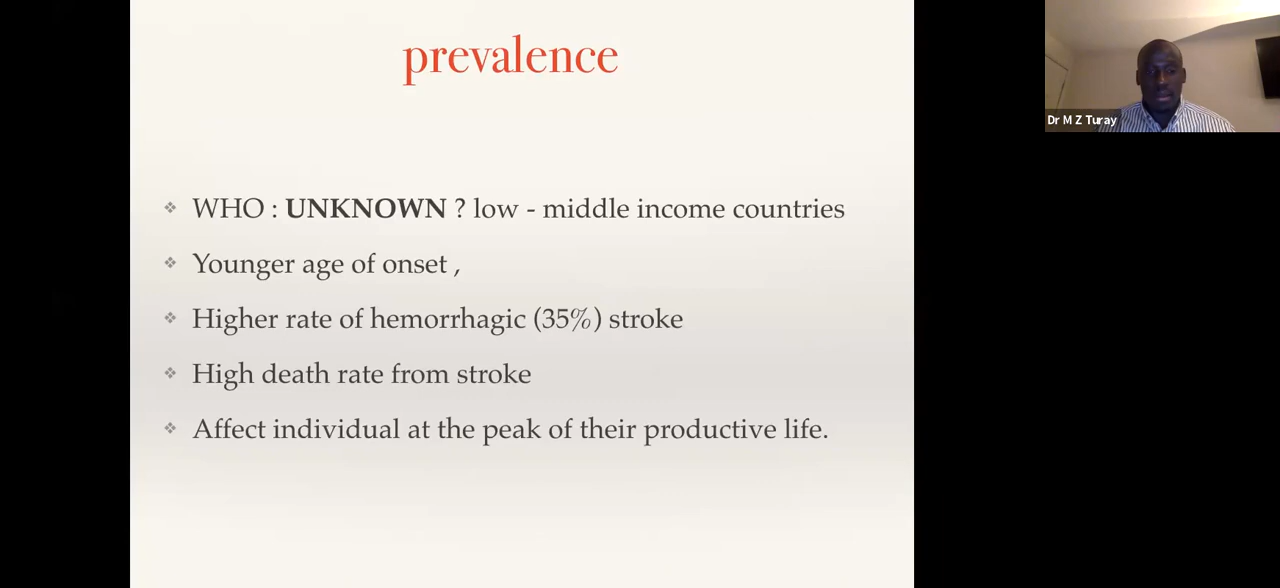 prevalence
WHO : UNKNOWN ? low - middle income countries
Younger age of onset ,
Higher rate of hemorrhagic (35%) stroke
High death rate from stroke
Affect individual at the peak of their productive life.
Dr M Z Turay